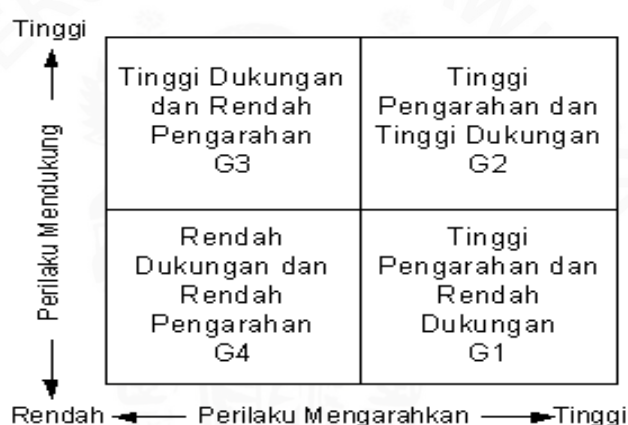 Tinggi
Tinggi Dukungan
dan Rendah
Pengarahan
G3
Tinggi
Pengarahan dan
Tinggi Dukungan
G2
Perilaku Mendukung
Rendah
Dukungan dan
Rendah
Pengarahan
G4
Tinggi
Pengarahan dan
Rendah
Dukungan
G1
Rendah
Perilaku Mengarahkan
Tinggi